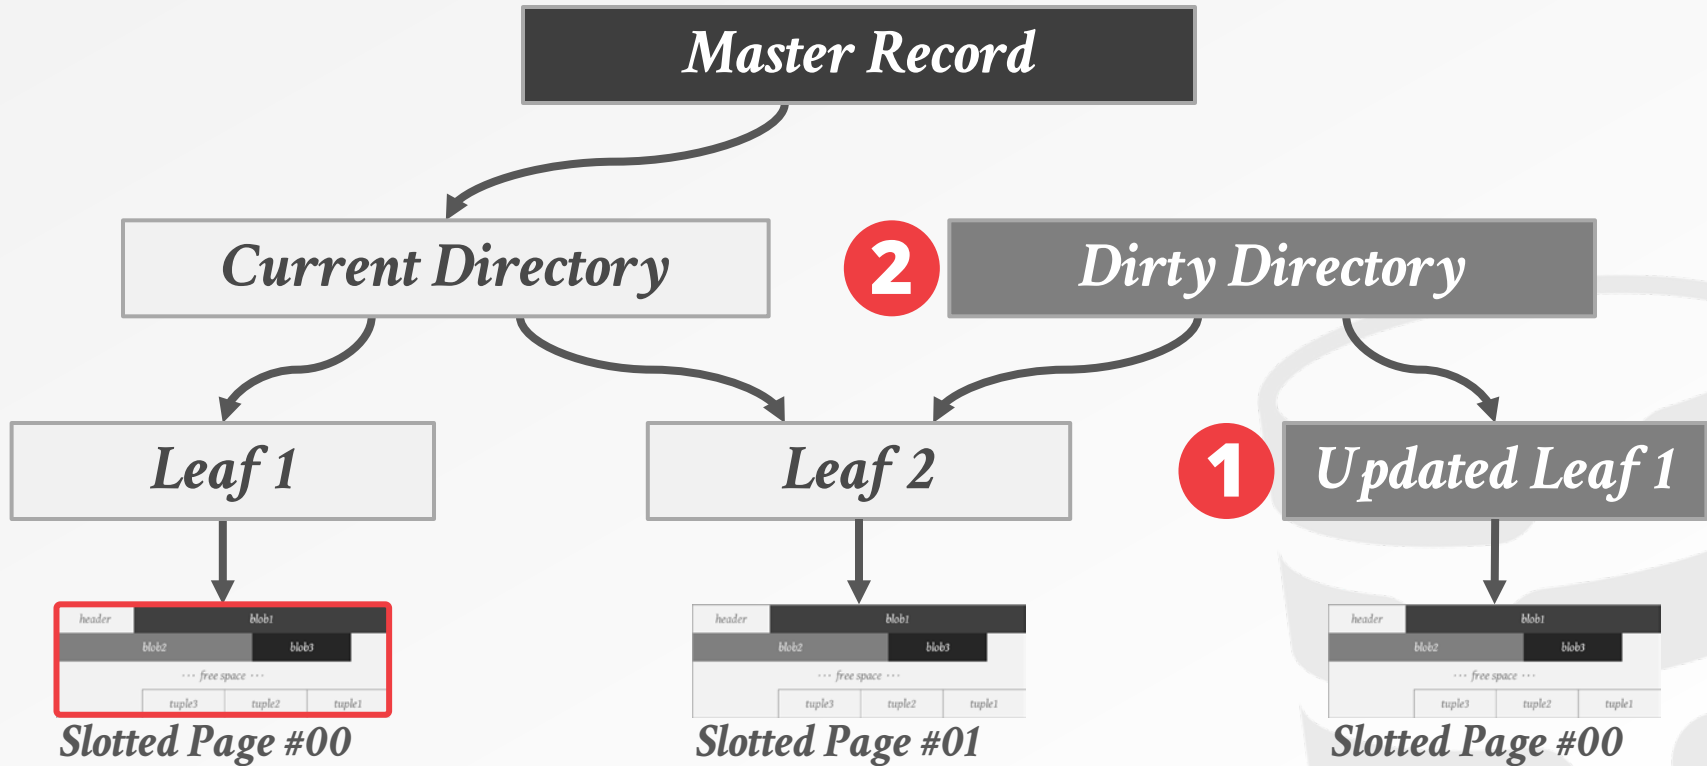 Master Record
Current Directory
2
Dirty Directory
Leaf 1
Leaf 2
1
Updated Leaf 1
header
blob1
blob2
blob3
··· free space ···
tuple3
tuple2
tuple1
Slotted Page #00
header
blob1
blob2
blob3
··· free space ···
tuple3
tuple2
tuple1
Slotted Page #01
header
blob1
blob2
blob3
··· free space ···
tuple3
tuple2
tuple1
Slotted Page #00